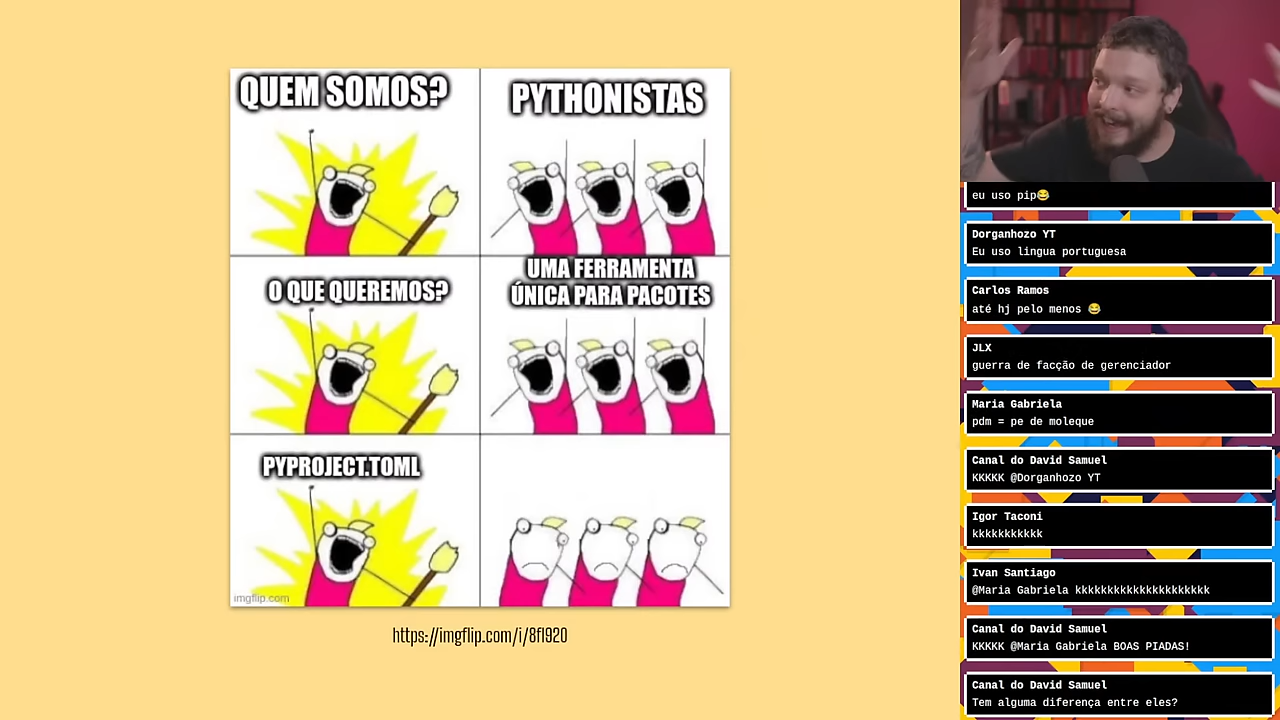 QUEM SOMOS?
PYTHONISTAS
O QUE QUEREMOS?
UMA FERRAMENTA
ÚNICA PARA PACOTES
PYPROJECT.TOML
imgflip.com
https://imgflip.com/i/8fl920
eu uso pip😂
Dorganhozo YT
Eu uso lingua portuguesa
Carlos Ramos
até hj pelo menos 😂
JLX
guerra de facção de gerenciador
Maria Gabriela
pdm = pe de moleque
Canal do David Samuel
KKKKK @Dorganhozo YT
Igor Taconi
kkkkkkkkkkk
Ivan Santiago
@Maria Gabriela kkkkkkkkkkkkkkkkkkkkk
Canal do David Samuel
KKKKK @Maria Gabriela BOAS PIADAS!
Canal do David Samuel
Tem alguma diferença entre eles?